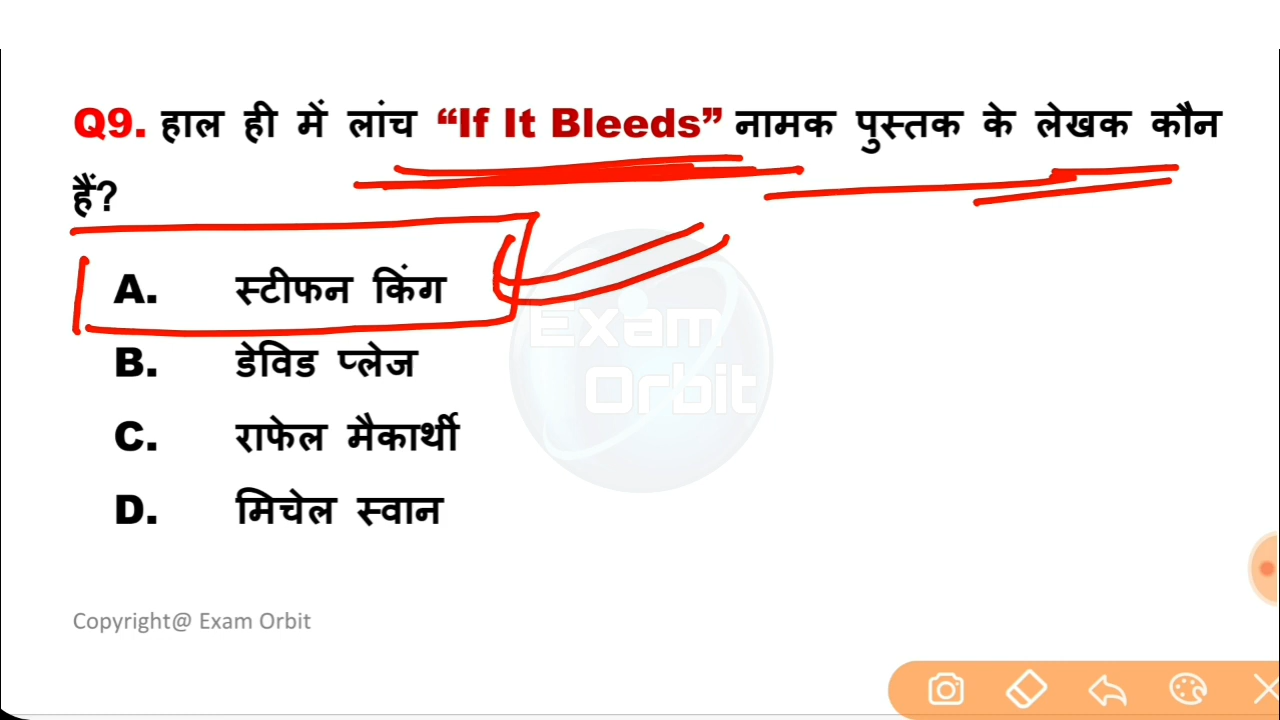 Q9. हाल ही में लांच “If It Bleeds” नामक पुस्तक के लेखक कौन
हैं?
A. स्टीफन किंग
B. डेविड प्लेज
C. राफेल मैकार्थी
D. मिचेल स्वान
Exam
Orbit
Copyright@ Exam Orbit